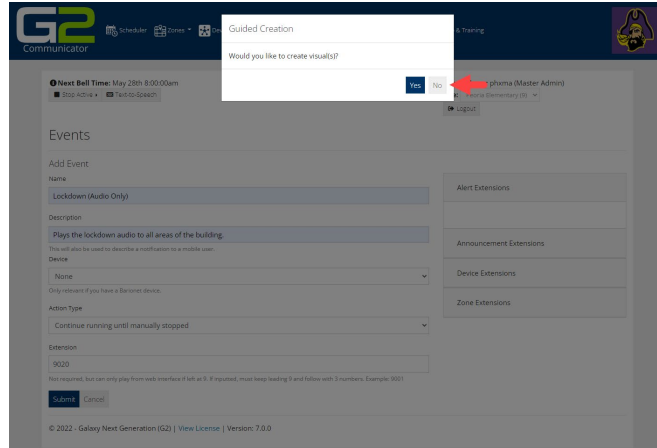 G2
Communicator
Scheduler
Zones
Dev
& Training
Guided Creation
Would you like to create visual(s)?
Yes
No
Next Bell Time: May 28th 8:00:00am
Stop Active
Text-to-Speech
phxma (Master Admin)
Peoria Elementary (6)
Logout
Events
Add Event
Name
Lockdown (Audio Only)
Description
Plays the lockdown audio to all areas of the building.
This will also be used to describe a notification to a mobile user.
Device
None
Only relevant if you have a Barionet device.
Action Type
Continue running until manually stopped
Extension
9020
Not required, but can only play from web interface if left at 0. If inputted, must keep leading 9 and follow with 3 numbers. Example: 9001
Submit
Cancel
Alert Extensions
Announcement Extensions
Device Extensions
Zone Extensions
© 2022 - Galaxy Next Generation (G2) | View License | Version: 7.0.0